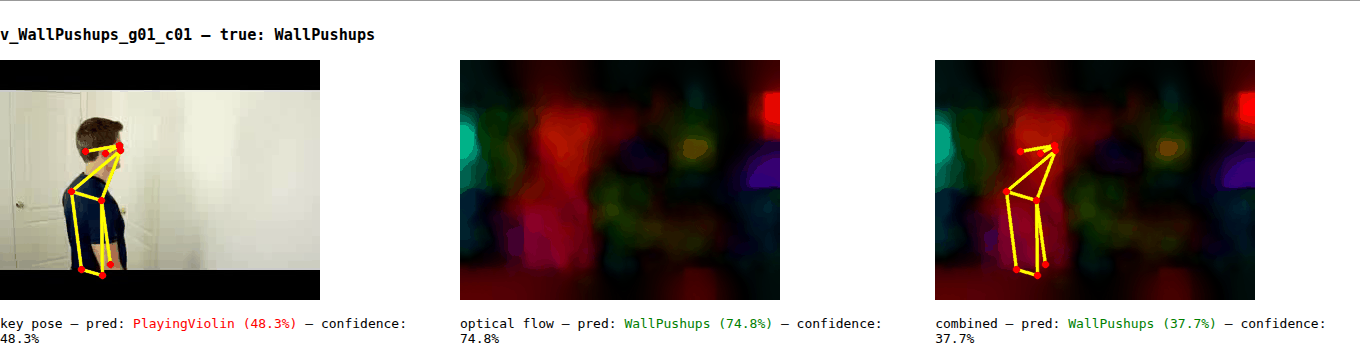 v_WallPushups_g01_c01 — true: WallPushups
key pose — pred: PlayingViolin (48.3%) — confidence:
48.3%
optical flow — pred: WallPushups (74.8%) — confidence:
74.8%
combined — pred: WallPushups (37.7%) — confidence:
37.7%